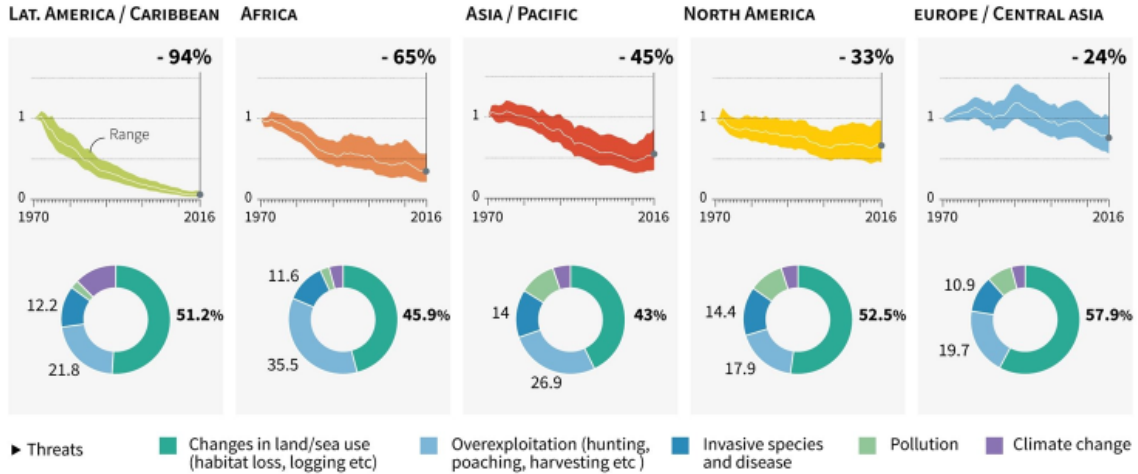 LAT. AMERICA / CARIBBEAN
AFRICA
ASIA / PACIFIC
NORTH AMERICA
EUROPE / CENTRAL ASIA
- 94%
- 65%
- 45%
- 33%
- 24%
1
Range
0
1970
2016
1
0
1970
2016
1
0
1970
2016
1
0
1970
2016
1
0
1970
2016
12.2
51.2%
21.8
11.6
45.9%
35.5
14
43%
26.9
14.4
52.5%
17.9
10.9
57.9%
19.7
▶ Threats
Changes in land/sea use
(habitat loss, logging etc)
Overexploitation (hunting,
poaching, harvesting etc )
Invasive species
and disease
Pollution
Climate change